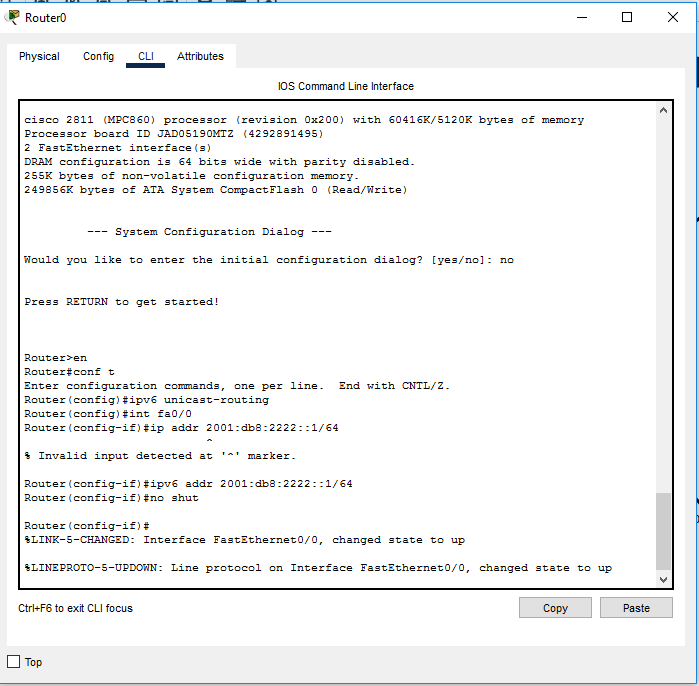 Router0
Physical Config CLI Attributes
IOS Command Line Interface
cisco 2811 (MPC860) processor (revision 0x200) with 60416K/5120K bytes of memory
Processor board ID JAD05190MTZ (4292891495)
2 FastEthernet interface(s)
DRAM configuration is 64 bits wide with parity disabled.
255K bytes of non-volatile configuration memory.
249856K bytes of ATA System CompactFlash 0 (Read/Write)
--- System Configuration Dialog ---
Would you like to enter the initial configuration dialog? [yes/no]: no
Press RETURN to get started!
Router>en
Router#conf t
Enter configuration commands, one per line.  End with CNTL/Z.
Router(config)#ipv6 unicast-routing
Router(config)#int fa0/0
Router(config-if)#ip addr 2001:db8:2222::1/64
^
% Invalid input detected at '^' marker.
Router(config-if)#ipv6 addr 2001:db8:2222::1/64
Router(config-if)#no shut
Router(config-if)#
%LINK-5-CHANGED: Interface FastEthernet0/0, changed state to up
%LINEPROTO-5-UPDOWN: Line protocol on Interface FastEthernet0/0, changed state to up
Ctrl+F6 to exit CLI focus
Copy Paste
Top